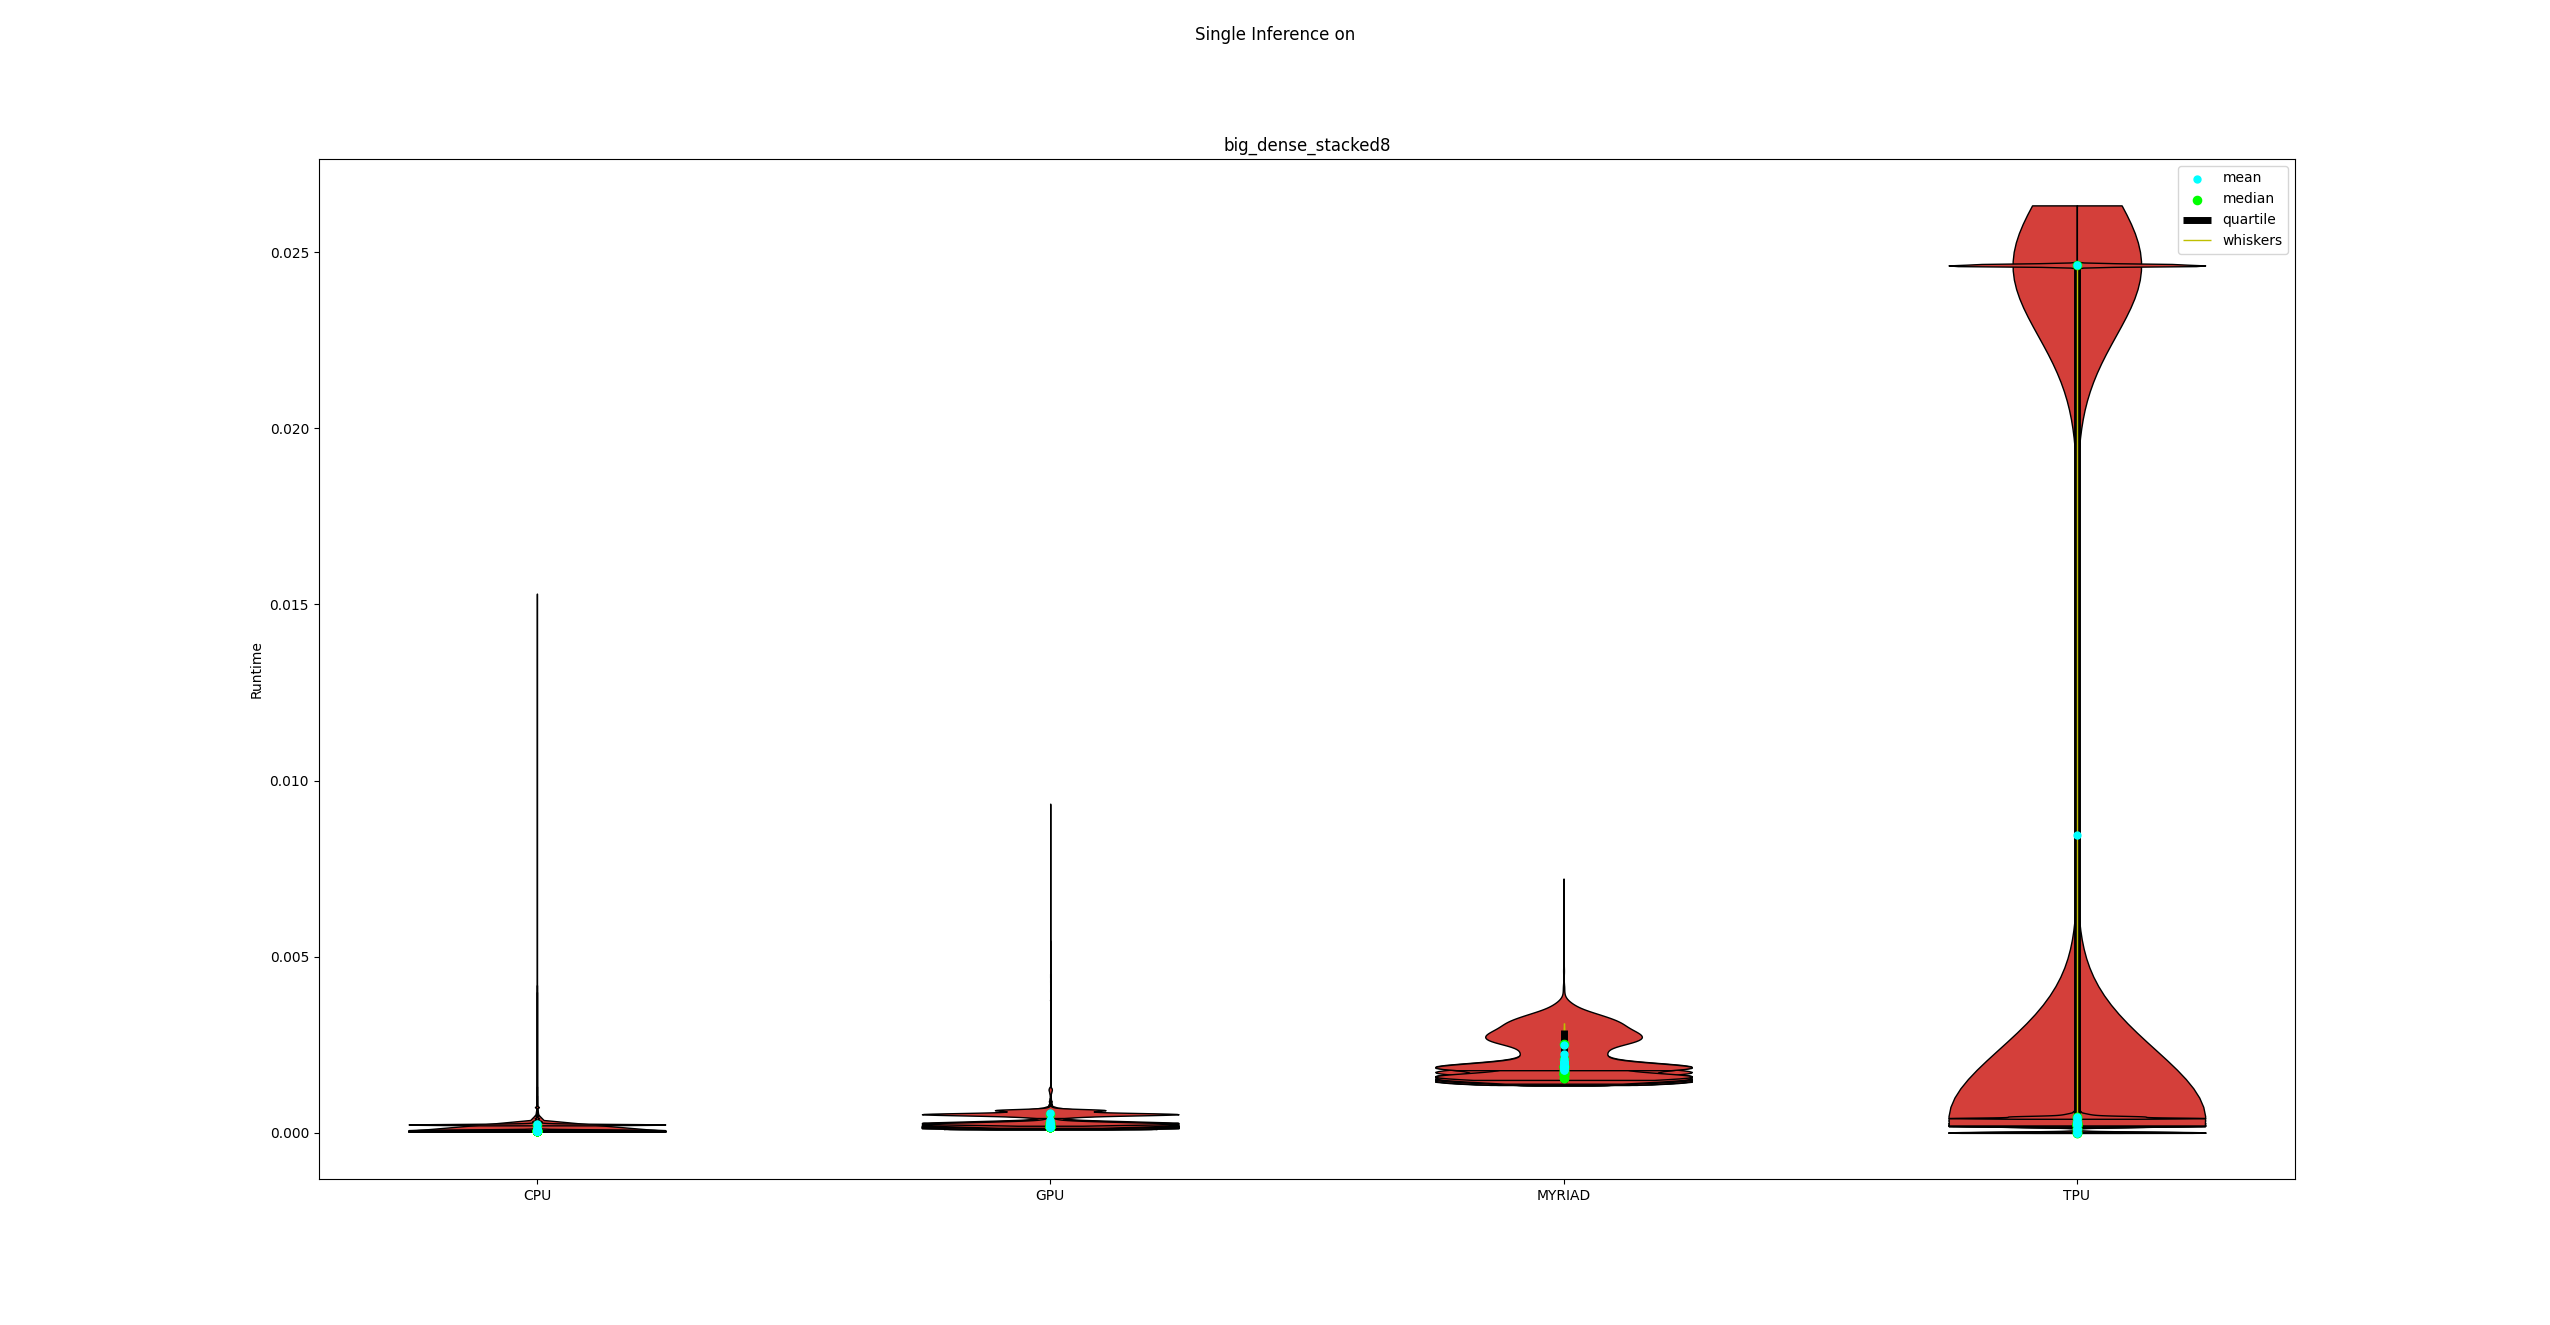 Single Inference on
big_dense_stacked8
mean
median
quartile
whiskers
0.025
0.020
0.015
0.010
0.005
0.000
Runtime
CPU
GPU
MYRIAD
TPU